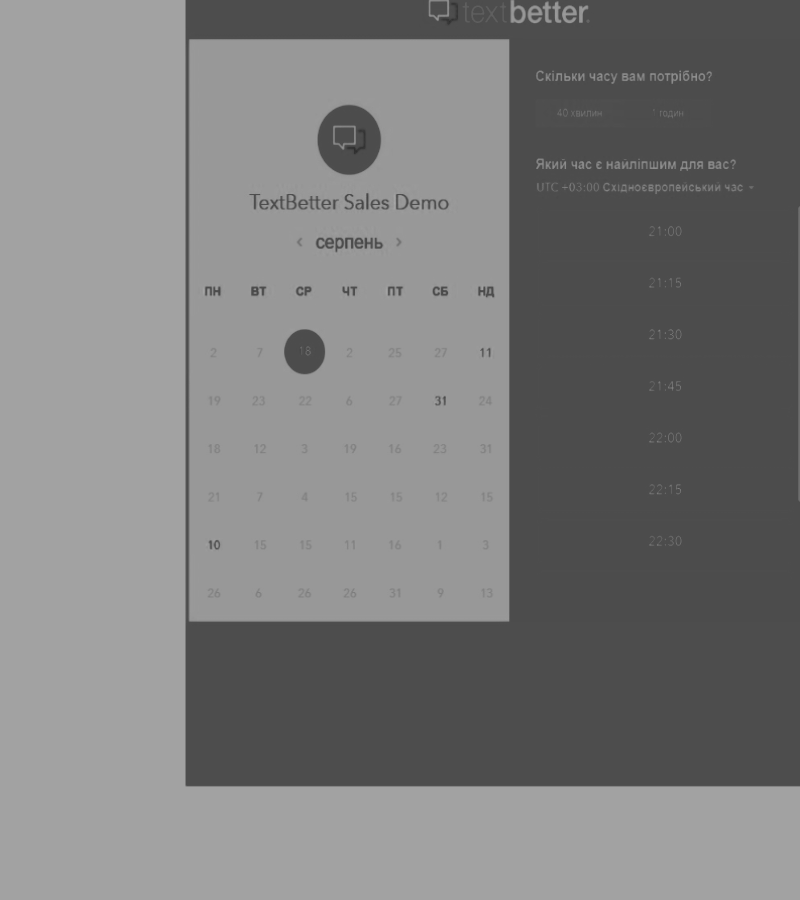 textbetter.
TextBetter Sales Demo
‹ серпень ›
ПН ВТ СР ЧТ ПТ СБ НД
2 7 18 2 25 27 11
19 23 22 6 27 31 24
18 12 3 19 16 23 31
21 7 4 15 15 12 15
10 15 15 11 16 1 3
26 6 26 26 31 9 13
Скільки часу вам потрібно?
40 хвилин 1 годин
Який час є найліпшим для вас?
UTC +03:00 Східноєвропейський час
21:00
21:15
21:30
21:45
22:00
22:15
22:30